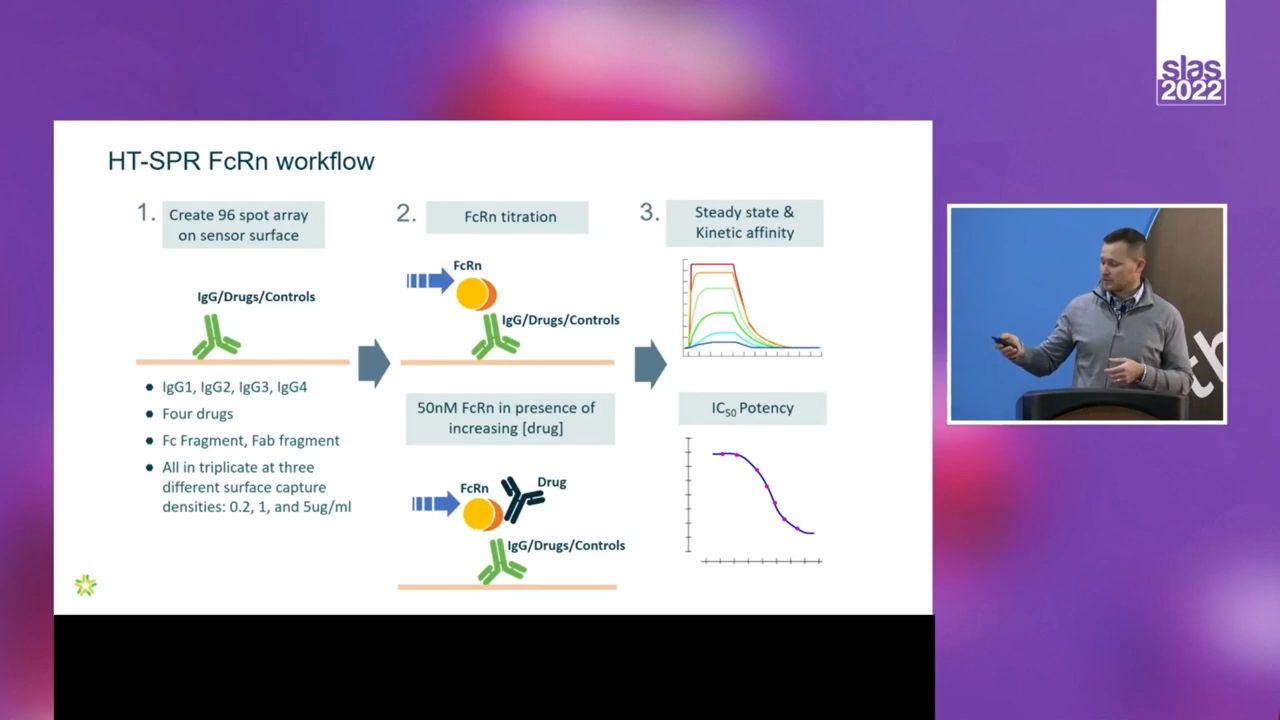 slas
2022
HT-SPR FcRn workflow
1.
Create 96 spot array
on sensor surface
IgG/Drugs/Controls
IgG1, IgG2, IgG3, IgG4
Four drugs
Fc Fragment, Fab fragment
All in triplicate at three
different surface capture
densities: 0.2, 1, and 5ug/ml
2.
FcRn titration
FcRn
IgG/Drugs/Controls
50nM FcRn in presence of
increasing [drug]
FcRn
Drug
IgG/Drugs/Controls
3.
Steady state &
Kinetic affinity
IC50 Potency
th